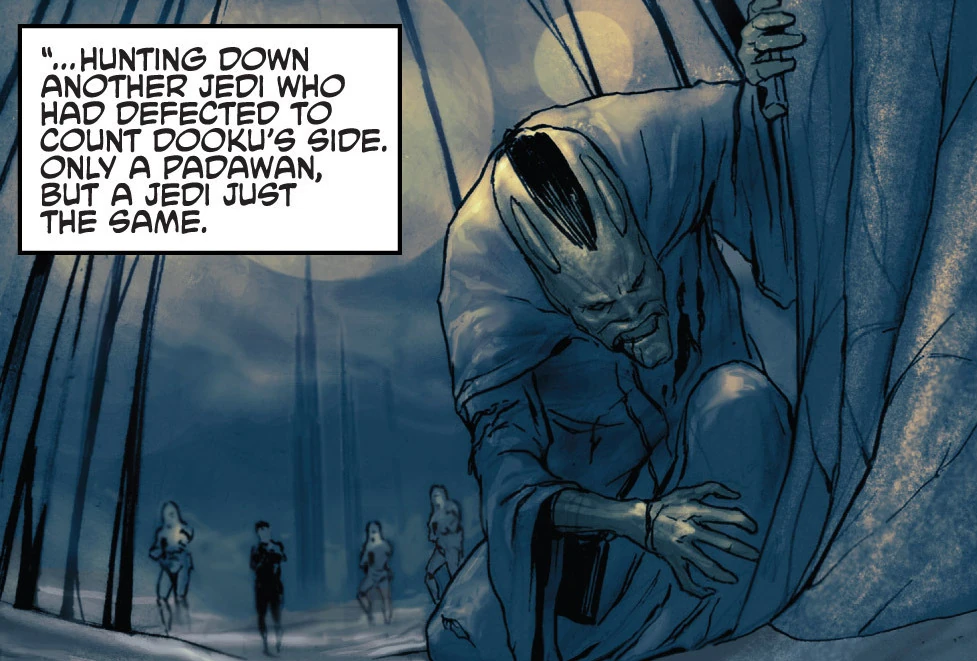 “...HUNTING DOWN
ANOTHER JEDI WHO
HAD DEFECTED TO
COUNT DOOKU'S SIDE.
ONLY A PADAWAN,
BUT A JEDI JUST
THE SAME.